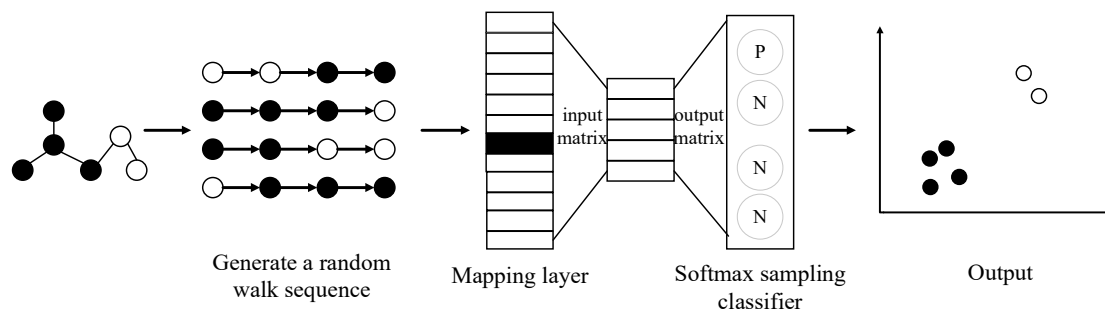 P
N
N
N
input
matrix
output
matrix
Generate a random
walk sequence
Mapping layer
Softmax sampling
classifier
Output